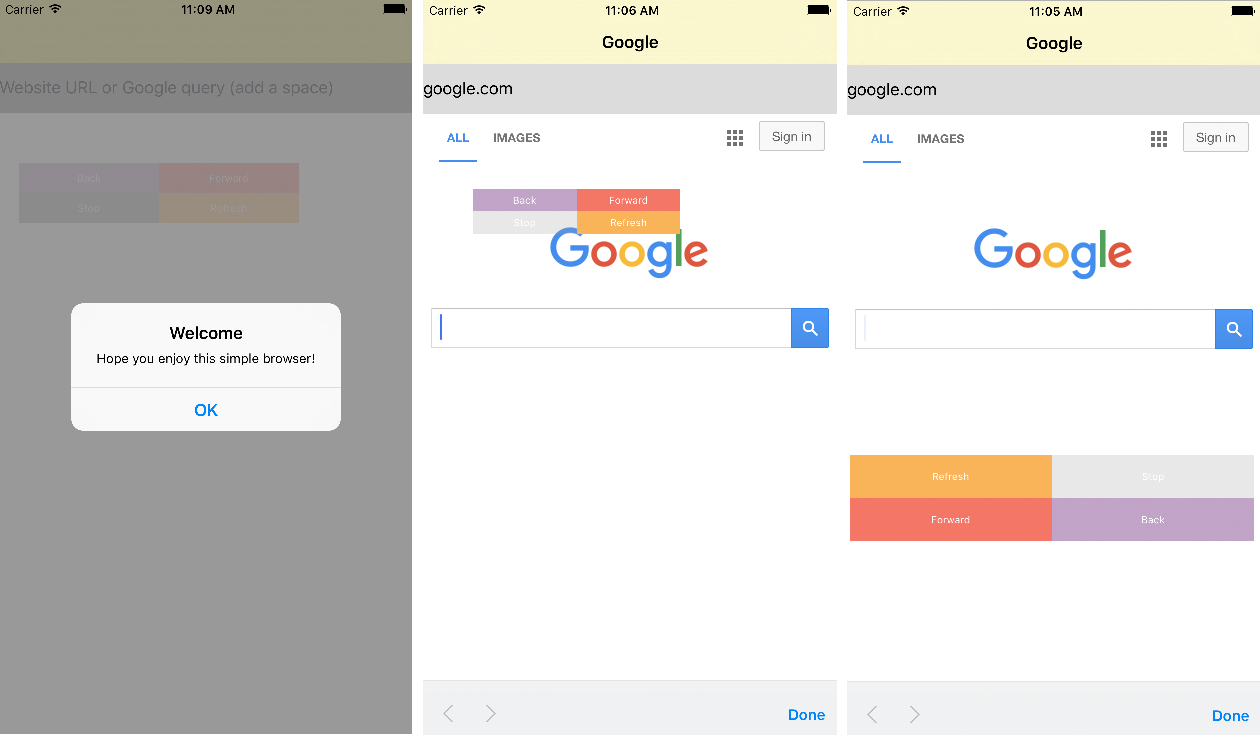 Carrier 11:09 AM
Website URL or Google query (add a space)
Back Forward
Stop Refresh
Welcome
Hope you enjoy this simple browser!
OK
Carrier 11:06 AM
Google
google.com
ALL IMAGES Sign in
Back Forward
Stop Refresh
Google
Done
Carrier 11:05 AM
Google
google.com
ALL IMAGES Sign in
Google
Refresh Stop
Forward Back
Done